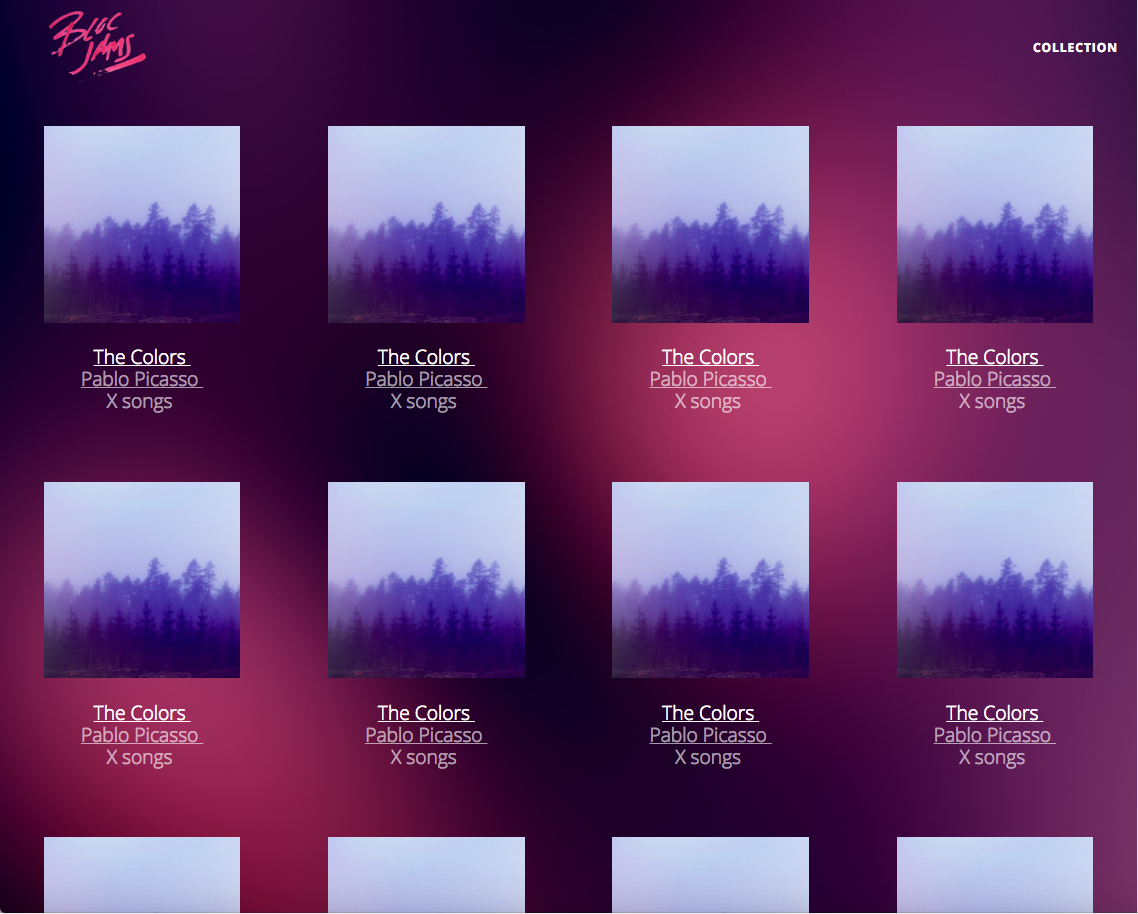 BLOC
JAMS
COLLECTION
The Colors The Colors The Colors The Colors
Pablo Picasso Pablo Picasso Pablo Picasso Pablo Picasso
X songs X songs X songs X songs
The Colors The Colors The Colors The Colors
Pablo Picasso Pablo Picasso Pablo Picasso Pablo Picasso
X songs X songs X songs X songs